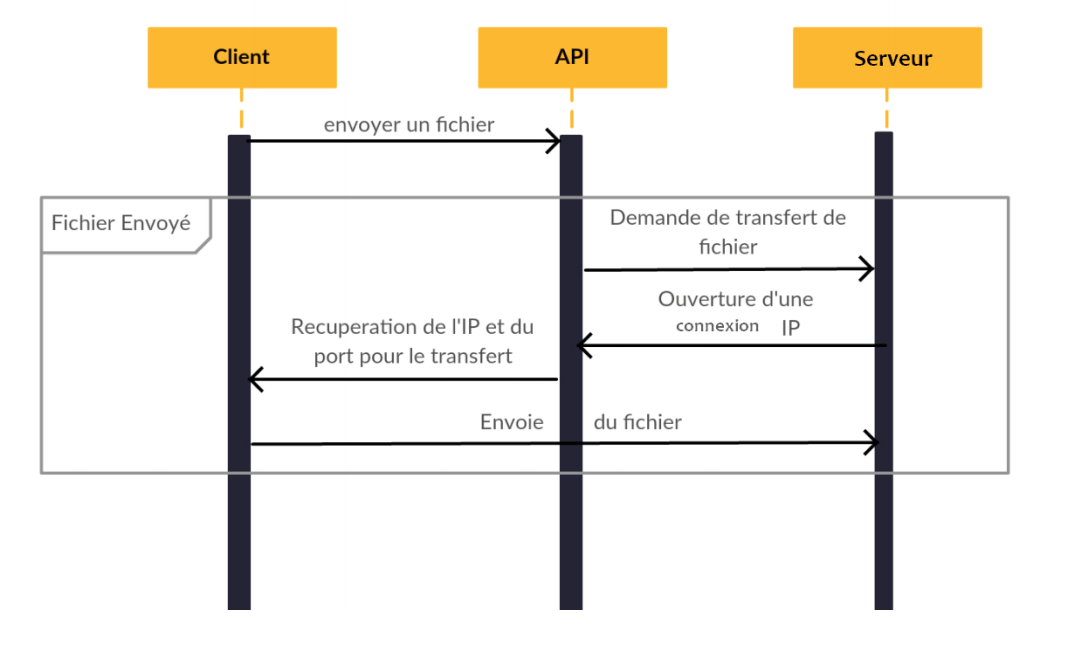 Client
API
Serveur
envoyer un fichier
Fichier Envoyé
Demande de transfert de
fichier
Ouverture d'une
connexion IP
Recuperation de l'IP et du
port pour le transfert
Envoie du fichier